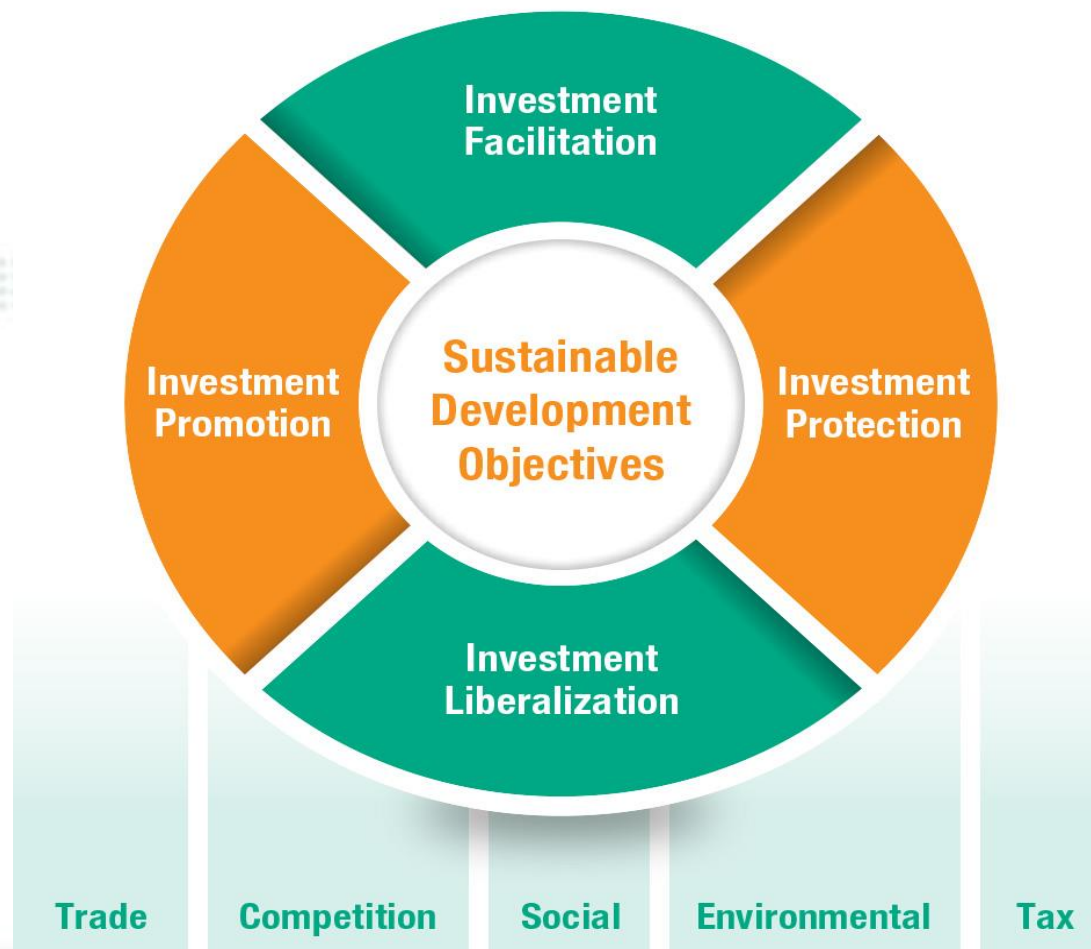 Investment
Facilitation
Investment
Promotion
Sustainable
Development
Objectives
Investment
Protection
Investment
Liberalization
Trade
Competition
Social
Environmental
Tax